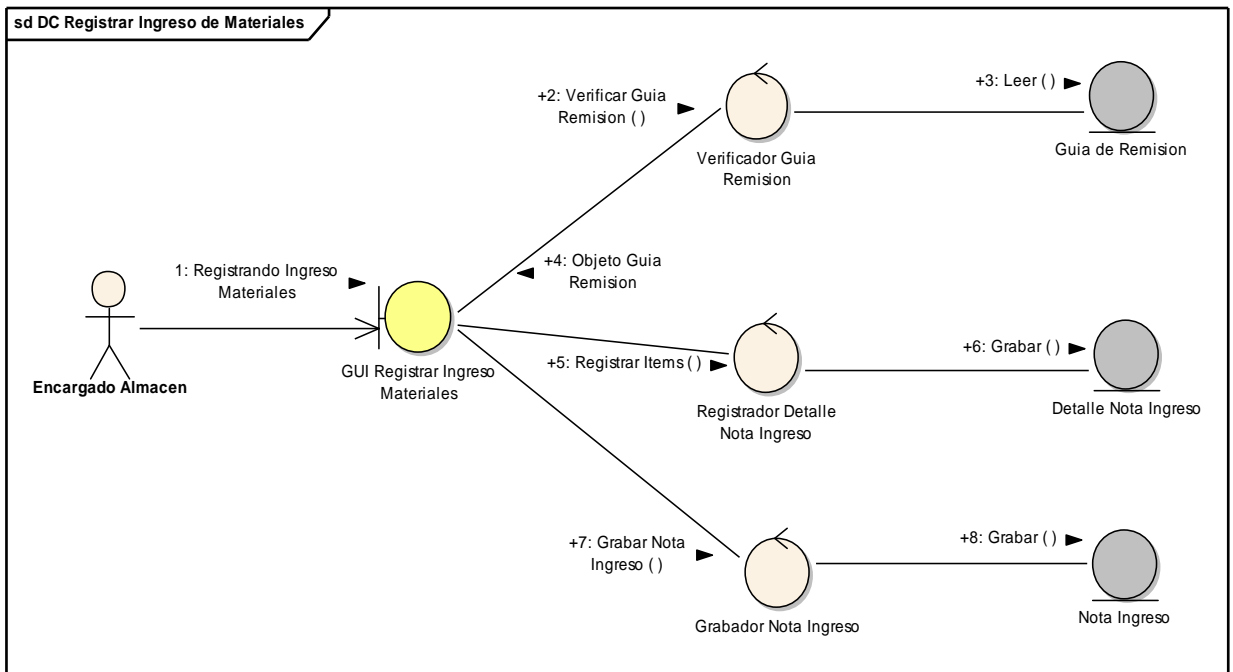 sd DC Registrar Ingreso de Materiales
+2: Verificar Guia
Remision ( )
+3: Leer ( )
Verificador Guia
Remision
Guia de Remision
+4: Objeto Guia
Remision
1: Registrando Ingreso
Materiales
Encargado Almacen
GUI Registrar Ingreso
Materiales
+5: Registrar Items ( )
+6: Grabar ( )
Registrador Detalle
Nota Ingreso
Detalle Nota Ingreso
+7: Grabar Nota
Ingreso ( )
+8: Grabar ( )
Grabador Nota Ingreso
Nota Ingreso